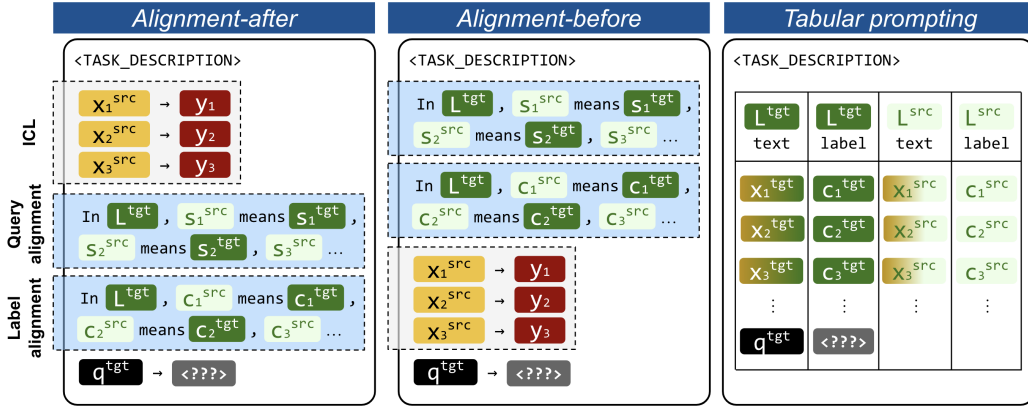 Alignment-after
<TASK_DESCRIPTION>
ICL
x₁ˢʳᶜ → y₁
x₂ˢʳᶜ → y₂
x₃ˢʳᶜ → y₃
Query alignment
In Lᵗᵍᵗ , s₁ˢʳᶜ means s₁ᵗᵍᵗ ,
s₂ˢʳᶜ means s₂ᵗᵍᵗ , s₃ˢʳᶜ …
Label alignment
In Lᵗᵍᵗ , c₁ˢʳᶜ means c₁ᵗᵍᵗ ,
c₂ˢʳᶜ means c₂ᵗᵍᵗ , c₃ˢʳᶜ …
qᵗᵍᵗ → <???>
Alignment-before
<TASK_DESCRIPTION>
In Lᵗᵍᵗ , s₁ˢʳᶜ means s₁ᵗᵍᵗ ,
s₂ˢʳᶜ means s₂ᵗᵍᵗ , s₃ˢʳᶜ …
In Lᵗᵍᵗ , c₁ˢʳᶜ means c₁ᵗᵍᵗ ,
c₂ˢʳᶜ means c₂ᵗᵍᵗ , c₃ˢʳᶜ …
x₁ˢʳᶜ → y₁
x₂ˢʳᶜ → y₂
x₃ˢʳᶜ → y₃
qᵗᵍᵗ → <???>
Tabular prompting
<TASK_DESCRIPTION>
Lᵗᵍᵗ Lᵗᵍᵗ Lˢʳᶜ Lˢʳᶜ
text label text label
x₁ᵗᵍᵗ c₁ᵗᵍᵗ x₁ˢʳᶜ c₁ˢʳᶜ
x₂ᵗᵍᵗ c₂ᵗᵍᵗ x₂ˢʳᶜ c₂ˢʳᶜ
x₃ᵗᵍᵗ c₃ᵗᵍᵗ x₃ˢʳᶜ c₃ˢʳᶜ
⋮ ⋮ ⋮ ⋮
qᵗᵍᵗ <???>